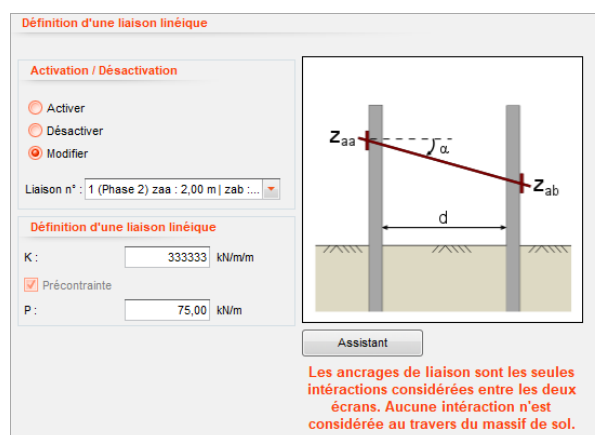 Définition d'une liaison linéique
Activation / Désactivation
Activer
Désactiver
Modifier
Liaison n° : 1 (Phase 2) zaa : 2,00 m | zab :...
Définition d'une liaison linéique
K : 333333 kN/m/m
Précontrainte
P : 75,00 kN/m
Zaa
α
Zab
d
Assistant
Les ancrages de liaison sont les seules
intéractions considérées entre les deux
écrans. Aucune intéraction n'est
considérée au travers du massif de sol.